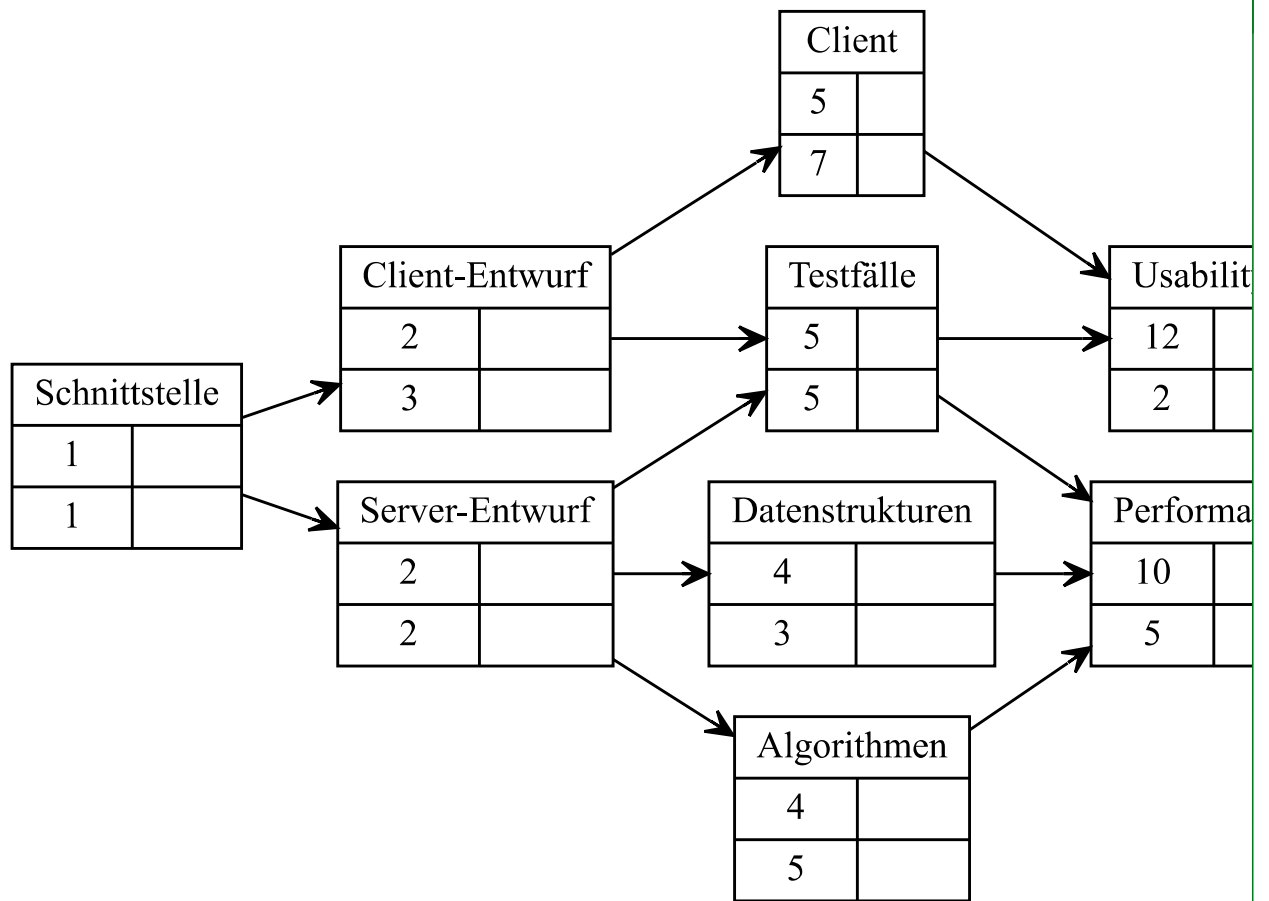 Client
5
7
Client-Entwurf
2
3
Testfälle
5
5
Usability
12
2
Schnittstelle
1
1
Server-Entwurf
2
2
Datenstrukturen
4
3
Performa
10
5
Algorithmen
4
5